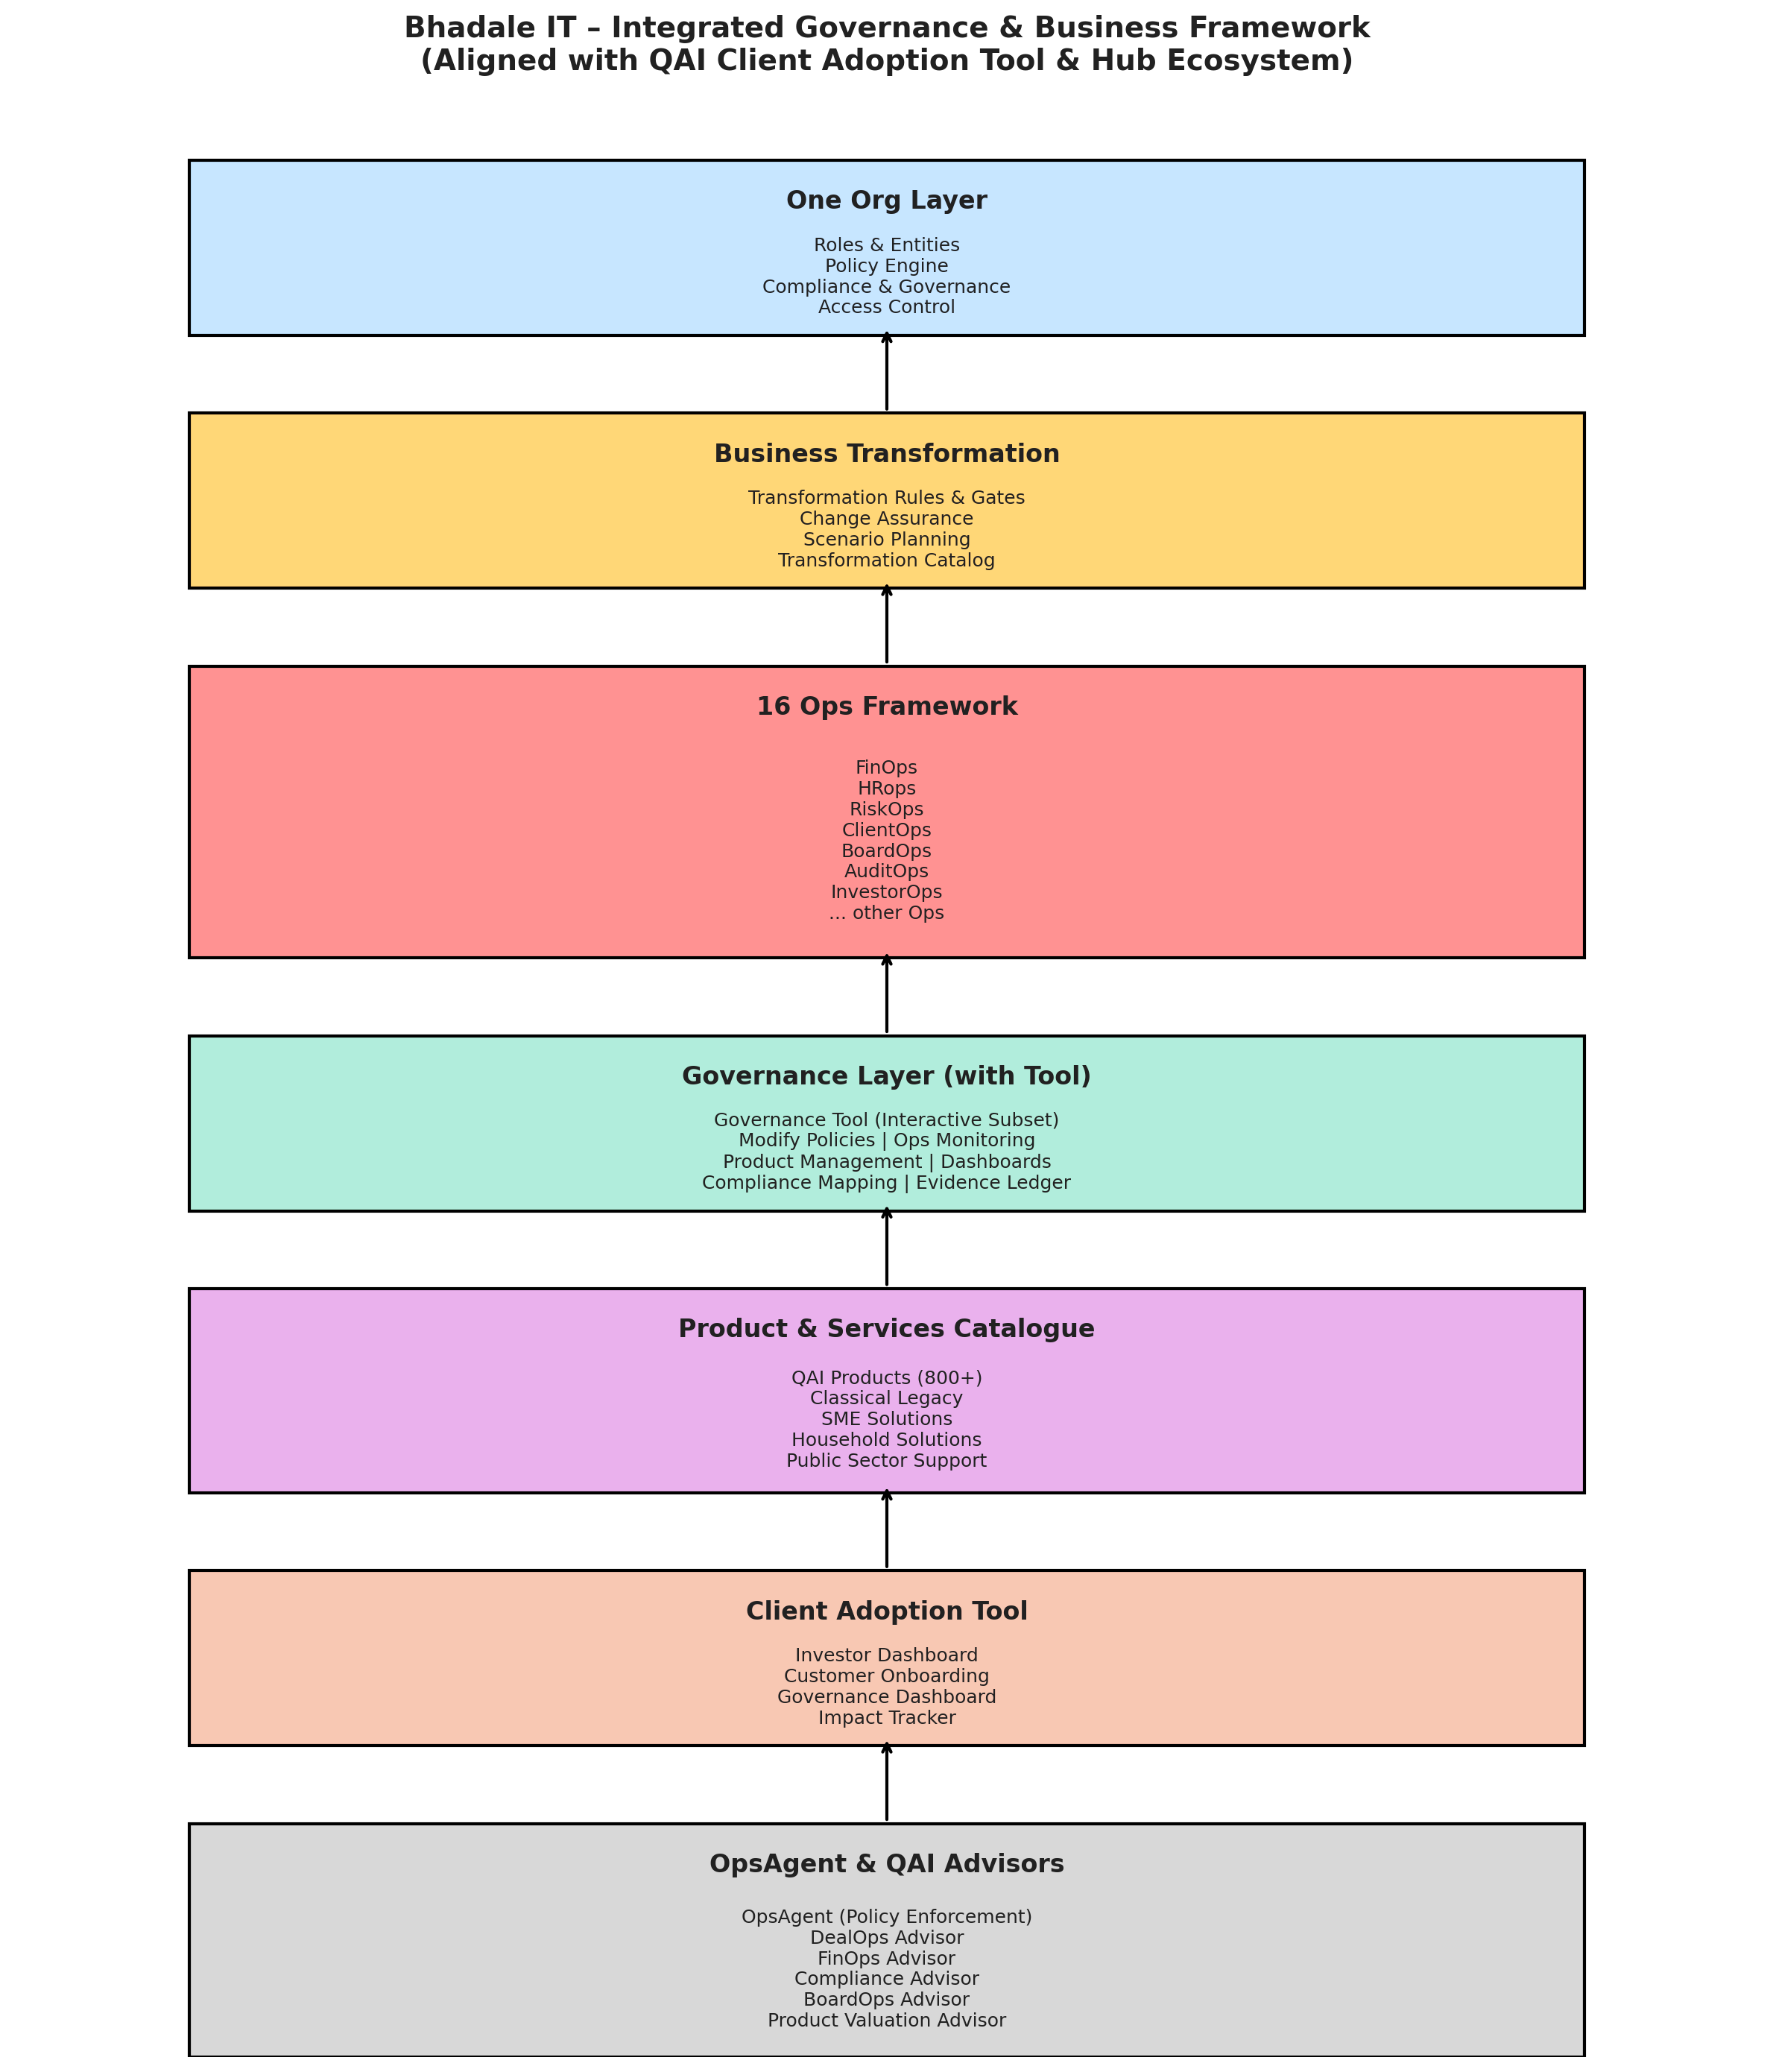 Bhadale IT – Integrated Governance & Business Framework
(Aligned with QAI Client Adoption Tool & Hub Ecosystem)
One Org Layer
Roles & Entities
Policy Engine
Compliance & Governance
Access Control
Business Transformation
Transformation Rules & Gates
Change Assurance
Scenario Planning
Transformation Catalog
16 Ops Framework
FinOps
HRops
RiskOps
ClientOps
BoardOps
AuditOps
InvestorOps
... other Ops
Governance Layer (with Tool)
Governance Tool (Interactive Subset)
Modify Policies | Ops Monitoring
Product Management | Dashboards
Compliance Mapping | Evidence Ledger
Product & Services Catalogue
QAI Products (800+)
Classical Legacy
SME Solutions
Household Solutions
Public Sector Support
Client Adoption Tool
Investor Dashboard
Customer Onboarding
Governance Dashboard
Impact Tracker
OpsAgent & QAI Advisors
OpsAgent (Policy Enforcement)
DealOps Advisor
FinOps Advisor
Compliance Advisor
BoardOps Advisor
Product Valuation Advisor